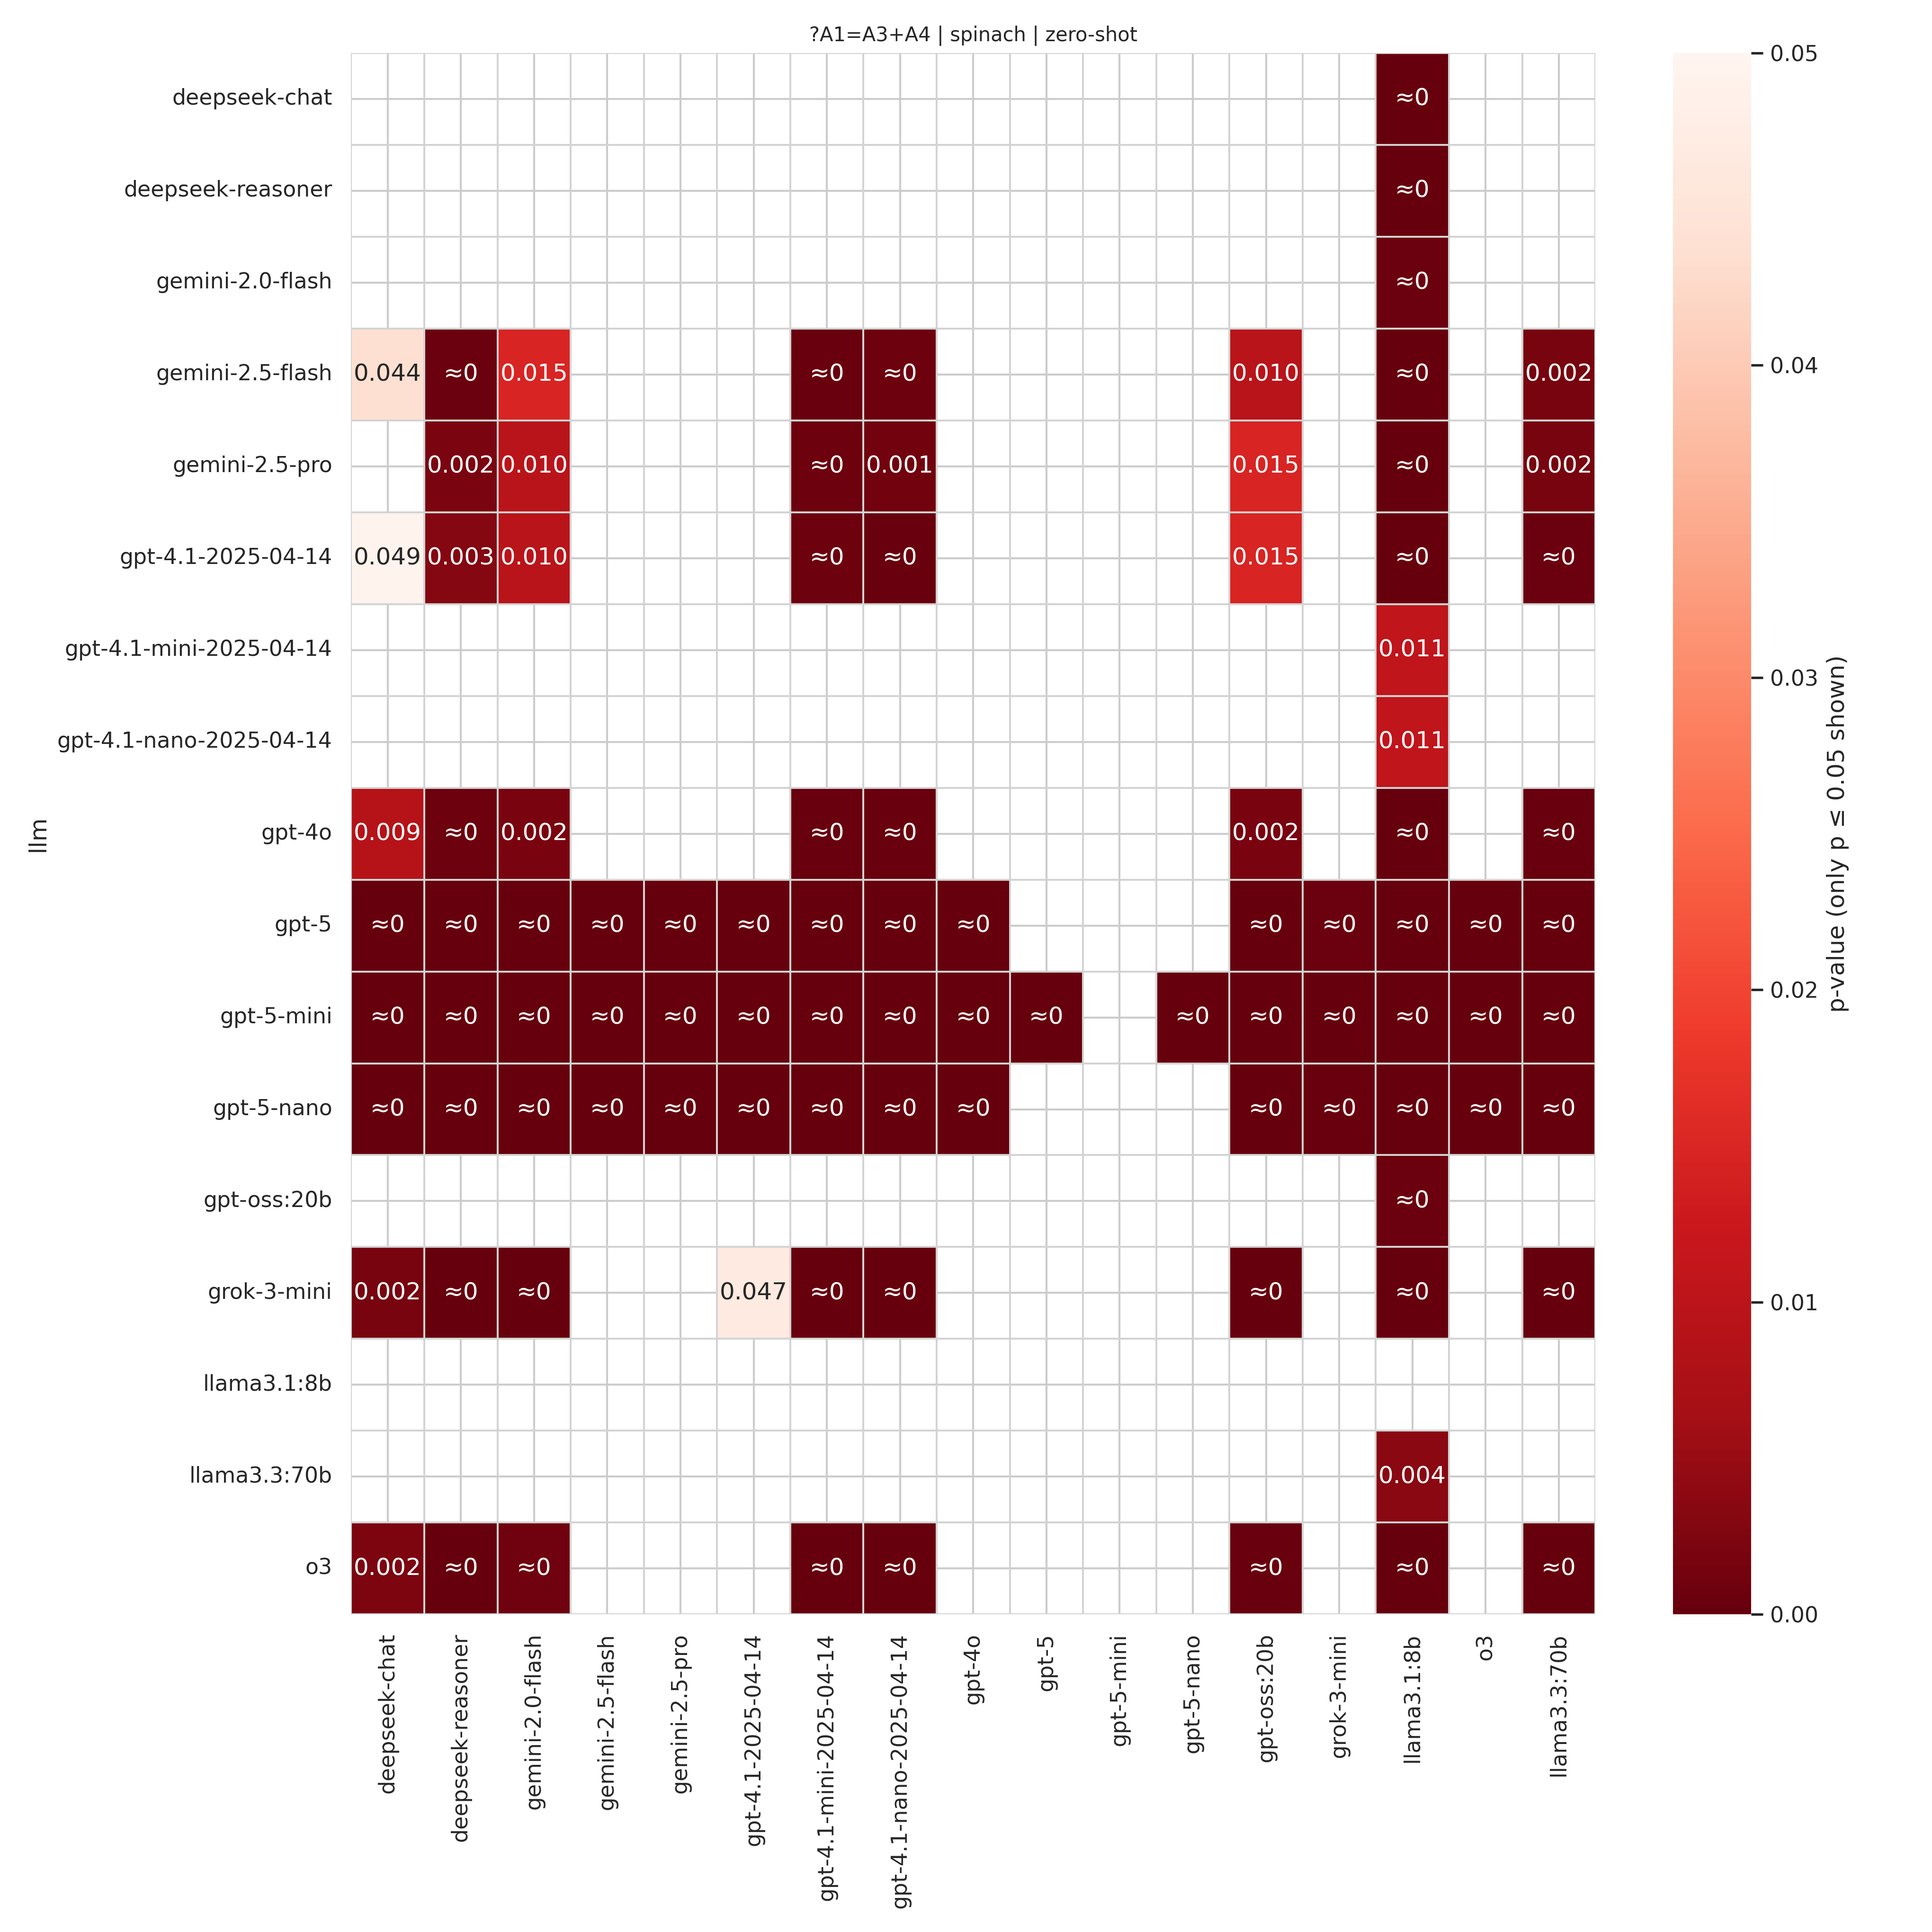 ?A1=A3+A4 | spinach | zero-shot
deepseek-chat ≈0
deepseek-reasoner ≈0
gemini-2.0-flash ≈0
gemini-2.5-flash 0.044 ≈0 0.015 ≈0 ≈0 0.010 ≈0 0.002
gemini-2.5-pro 0.002 0.010 ≈0 0.001 0.015 ≈0 0.002
gpt-4.1-2025-04-14 0.049 0.003 0.010 ≈0 ≈0 0.015 ≈0 ≈0
gpt-4.1-mini-2025-04-14 0.011
gpt-4.1-nano-2025-04-14 0.011
gpt-4o 0.009 ≈0 0.002 ≈0 ≈0 0.002 ≈0 ≈0
gpt-5 ≈0 ≈0 ≈0 ≈0 ≈0 ≈0 ≈0 ≈0 ≈0 ≈0 ≈0 ≈0 ≈0 ≈0
gpt-5-mini ≈0 ≈0 ≈0 ≈0 ≈0 ≈0 ≈0 ≈0 ≈0 ≈0 ≈0 ≈0 ≈0 ≈0 ≈0 ≈0
gpt-5-nano ≈0 ≈0 ≈0 ≈0 ≈0 ≈0 ≈0 ≈0 ≈0 ≈0 ≈0 ≈0 ≈0 ≈0
gpt-oss:20b ≈0
grok-3-mini 0.002 ≈0 ≈0 0.047 ≈0 ≈0 ≈0 ≈0 ≈0
llama3.1:8b
llama3.3:70b 0.004
o3 0.002 ≈0 ≈0 ≈0 ≈0 ≈0 ≈0 ≈0
llm
deepseek-chat
deepseek-reasoner
gemini-2.0-flash
gemini-2.5-flash
gemini-2.5-pro
gpt-4.1-2025-04-14
gpt-4.1-mini-2025-04-14
gpt-4.1-nano-2025-04-14
gpt-4o
gpt-5
gpt-5-mini
gpt-5-nano
gpt-oss:20b
grok-3-mini
llama3.1:8b
o3
llama3.3:70b
0.05
0.04
0.03
0.02
0.01
0.00
p-value (only p ≤ 0.05 shown)